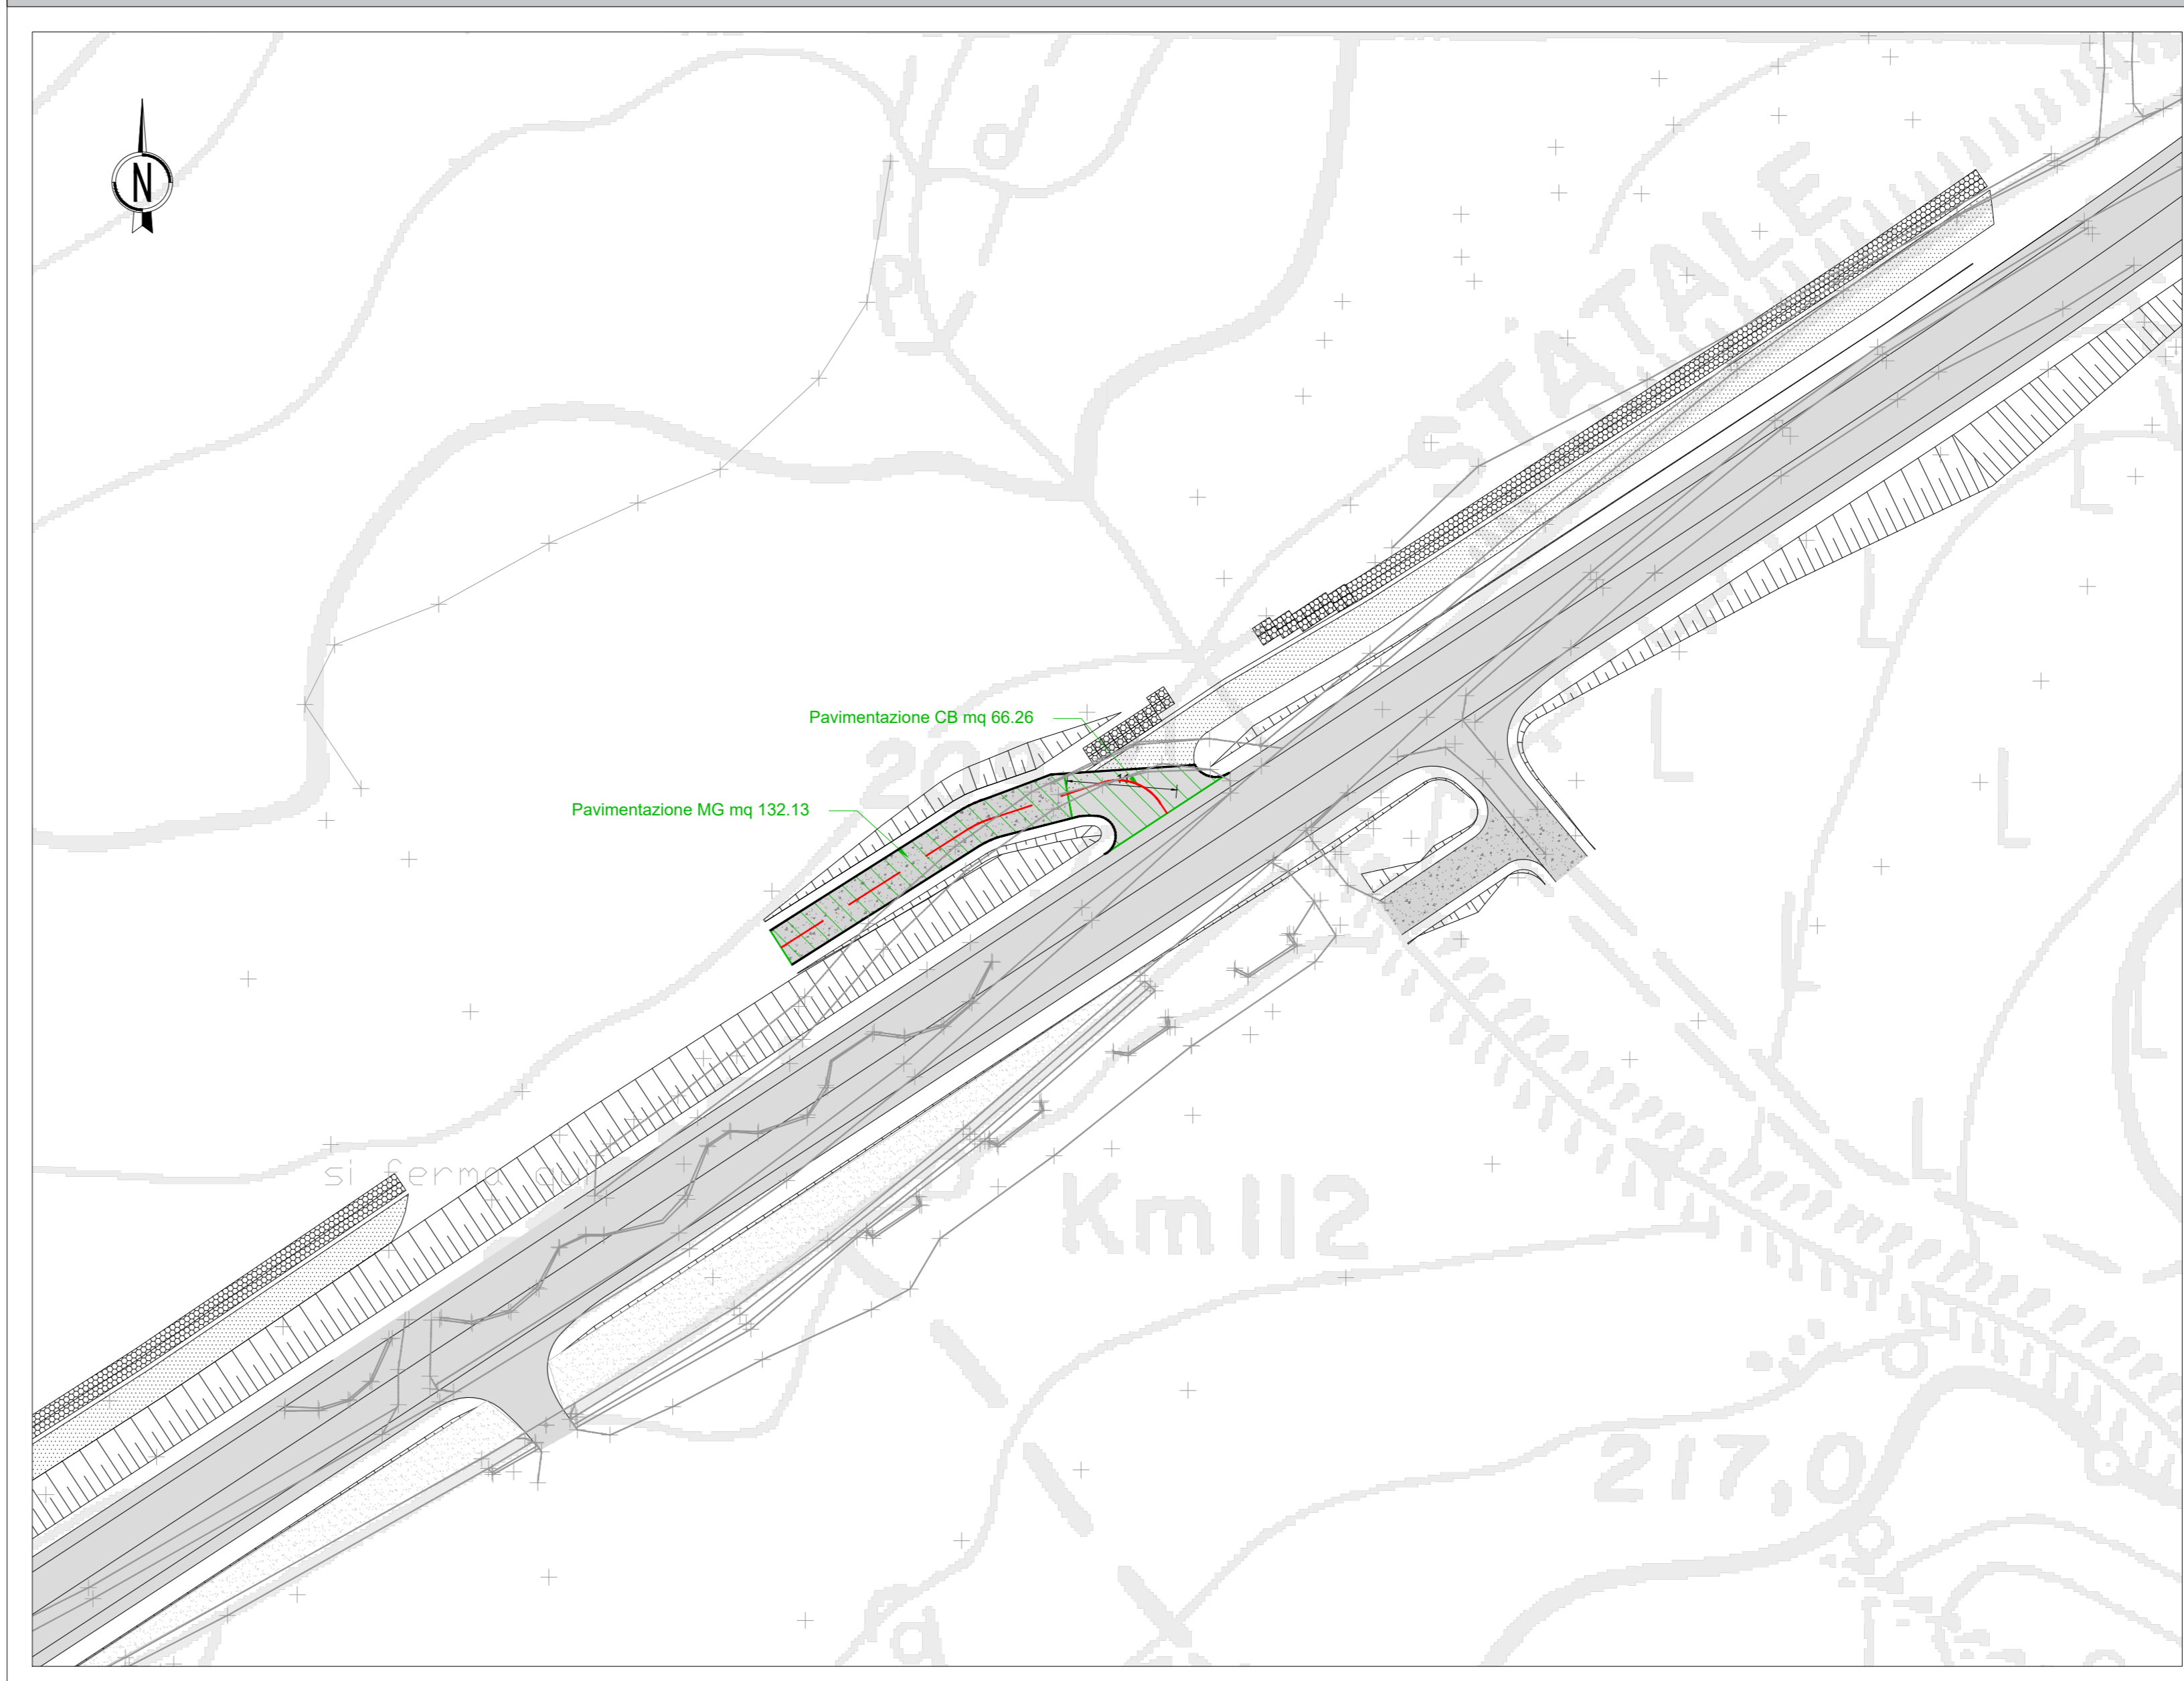 N
STATALE
Pavimentazione CB mq 66.26
Pavimentazione MG mq 132.13
si ferma qui
Km 112
217,0